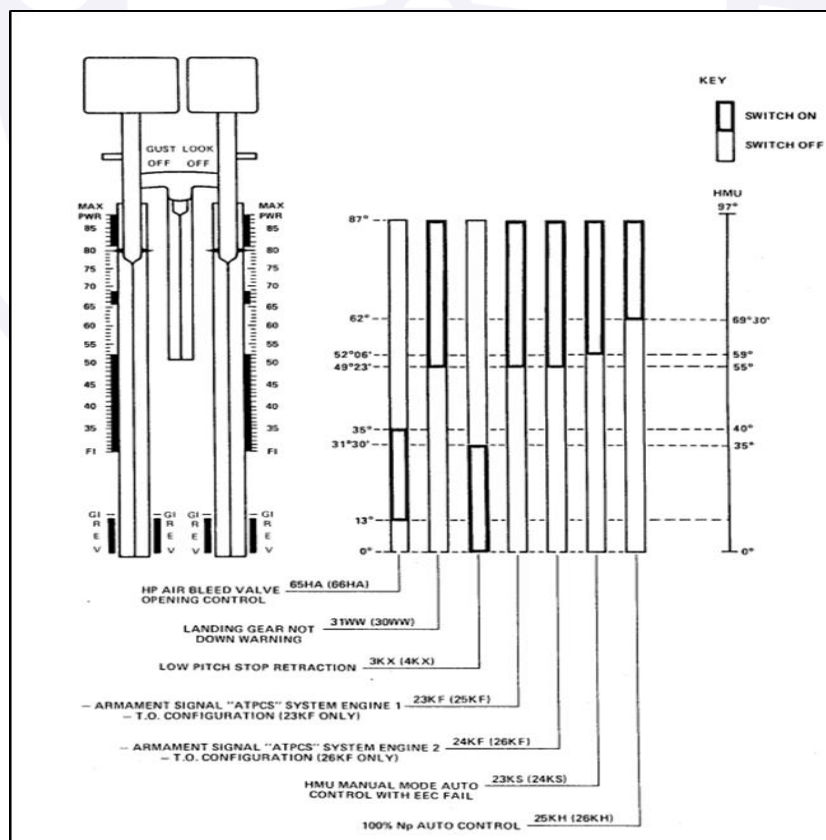 KEY
SWITCH ON
SWITCH OFF
GUST LOOK
OFF OFF
HMU
97°
MAX MAX
PWR PWR
85 85
80 80
75 75
70 70
65 65
60 60
55 55
50 50
45 45
40 40
35 35
FI FI
GI GI GI GI
R R
E E
V V V V
87°
62° 69°30'
52°06' 59°
49°23' 55°
35° 40°
31°30' 35°
13°
0° 0°
HP AIR BLEED VALVE 65HA (66HA)
OPENING CONTROL
LANDING GEAR NOT 31WW (30WW)
DOWN WARNING
LOW PITCH STOP RETRACTION 3KX (4KX)
– ARMAMENT SIGNAL "ATPCS" SYSTEM ENGINE 1 23KF (25KF)
– T.O. CONFIGURATION (23KF ONLY)
– ARMAMENT SIGNAL "ATPCS" SYSTEM ENGINE 2 24KF (26KF)
– T.O. CONFIGURATION (26KF ONLY)
HMU MANUAL MODE AUTO 23KS (24KS)
CONTROL WITH EEC FAIL
100% Np AUTO CONTROL 25KH (26KH)